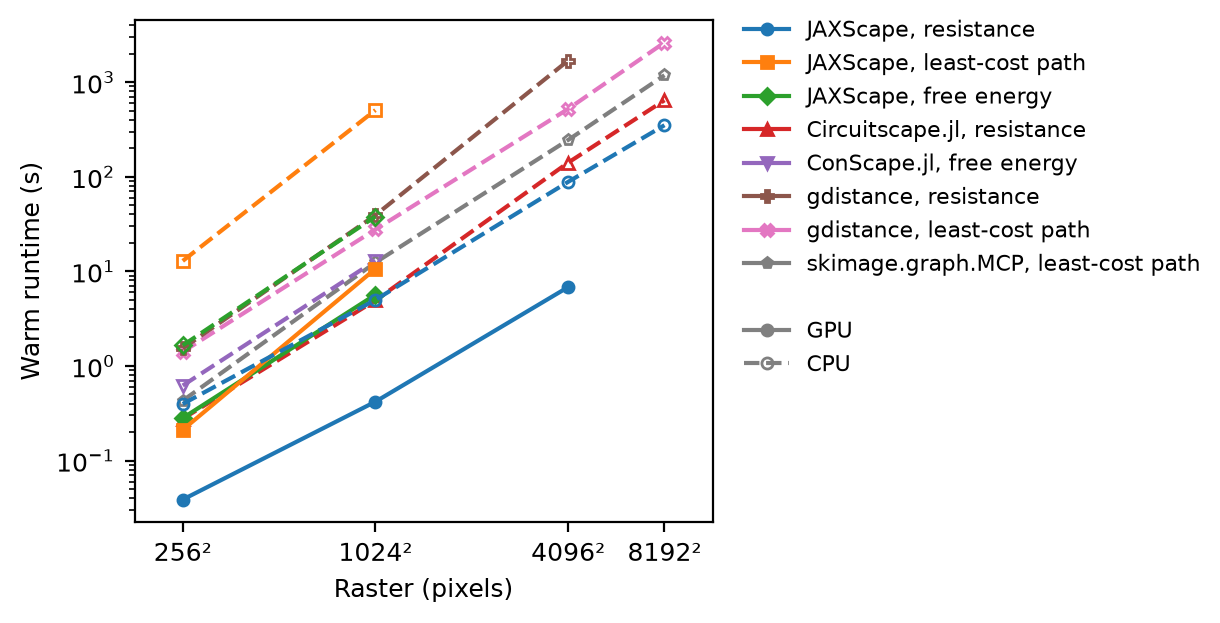 Warm runtime (s)
10³
10²
10¹
10⁰
10⁻¹
256² 1024² 4096² 8192²
Raster (pixels)
JAXScape, resistance
JAXScape, least-cost path
JAXScape, free energy
Circuitscape.jl, resistance
ConScape.jl, free energy
gdistance, resistance
gdistance, least-cost path
skimage.graph.MCP, least-cost path
GPU
CPU